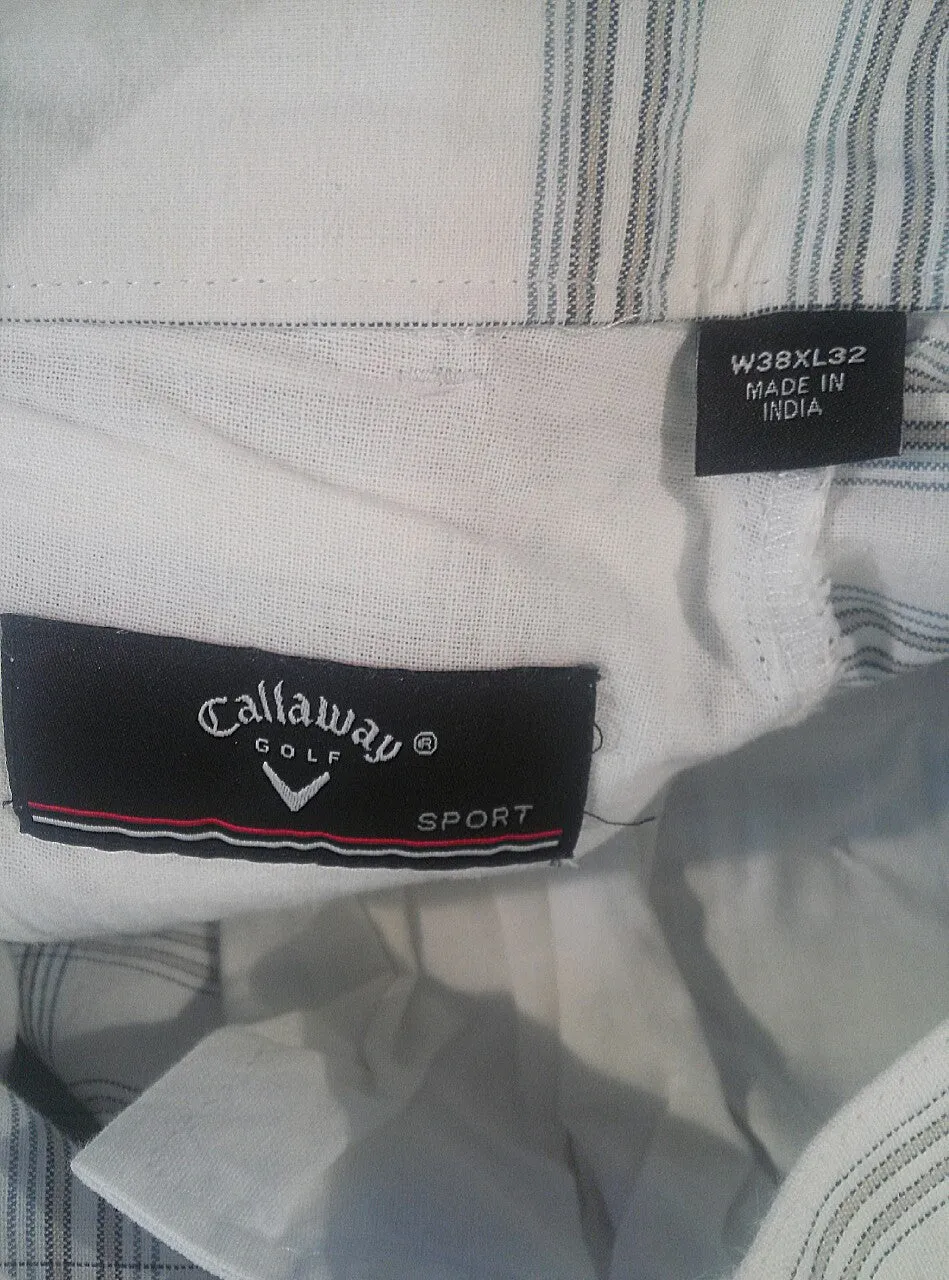 W38XL32
MADE IN
INDIA
Callaway®
GOLF
SPORT